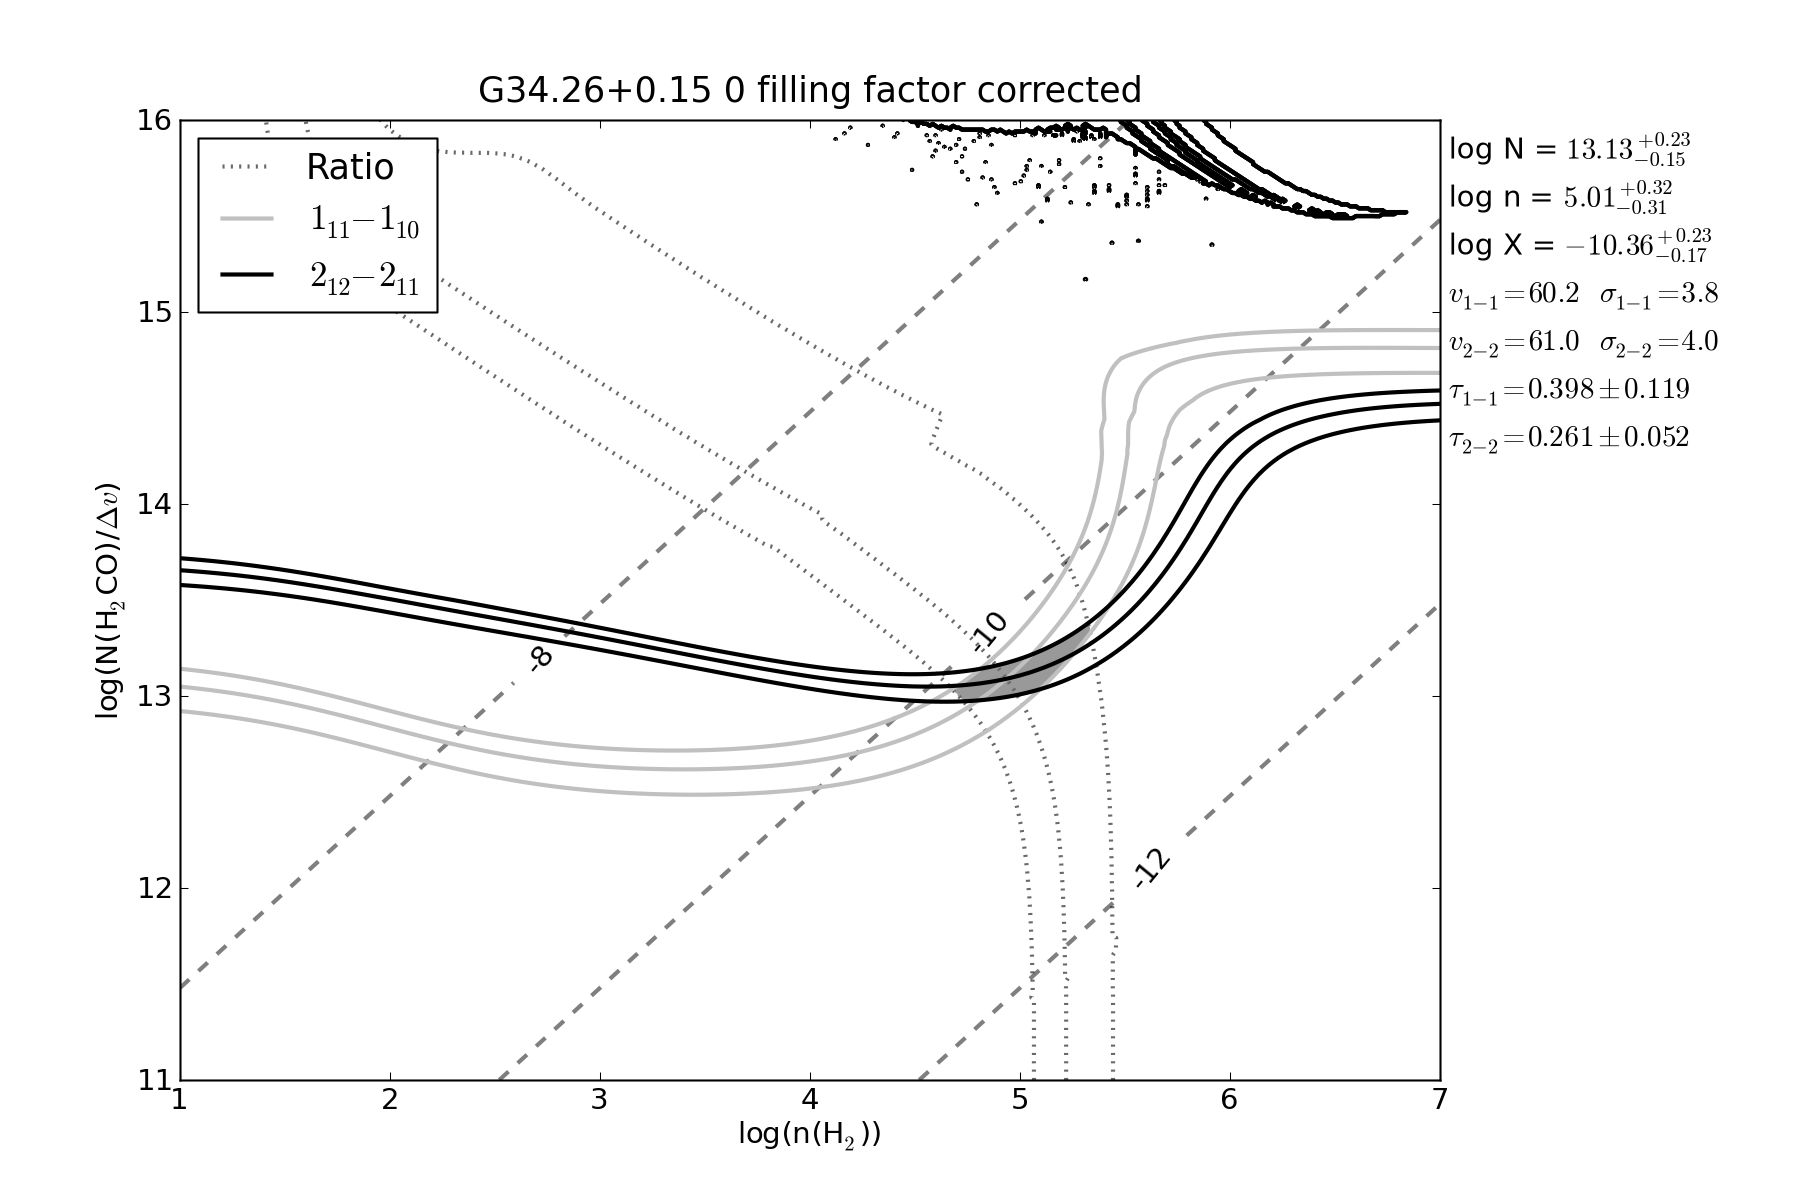 G34.26+0.15 0 filling factor corrected
16
15
14
13
12
11
1 2 3 4 5 6 7
log(N(H₂CO)/Δv)
log(n(H₂))
Ratio
1₁₁−1₁₀
2₁₂−2₁₁
-8
-10
-12
log N = 13.13 +0.23 −0.15
log n = 5.01 +0.32 −0.31
log X = −10.36 +0.23 −0.17
v₁₋₁=60.2 σ₁₋₁=3.8
v₂₋₂=61.0 σ₂₋₂=4.0
τ₁₋₁=0.398±0.119
τ₂₋₂=0.261±0.052